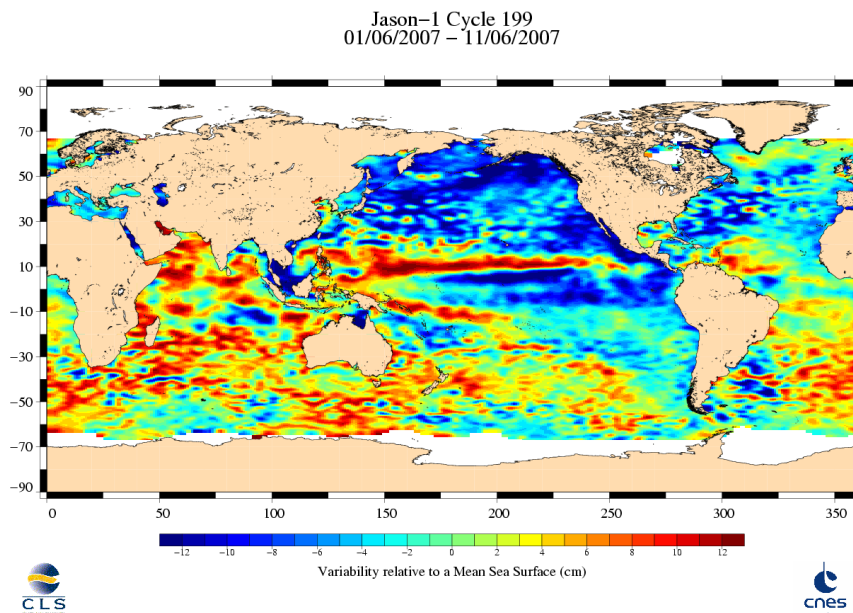 Jason−1 Cycle 199
01/06/2007 − 11/06/2007
90
70
50
30
10
−10
−30
−50
−70
−90
0 50 100 150 200 250 300 350
−12 −10 −8 −6 −4 −2 0 2 4 6 8 10 12
Variability relative to a Mean Sea Surface (cm)
CLS
cnes